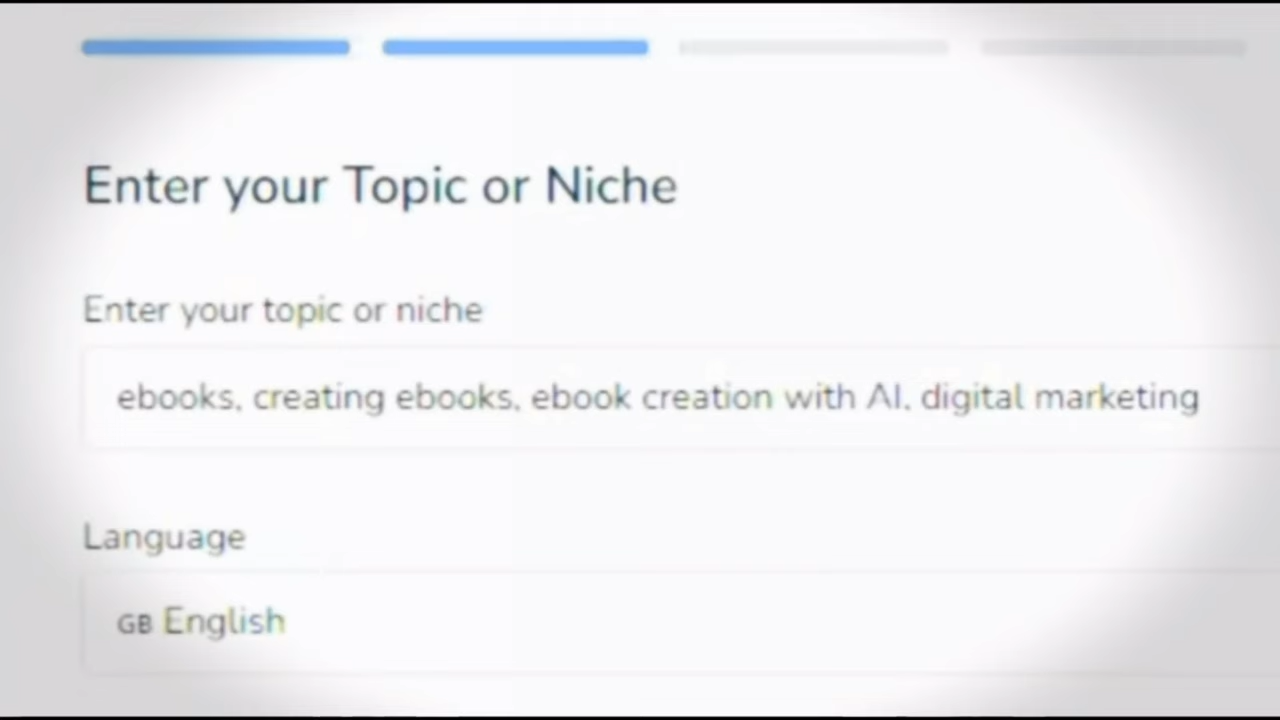 Enter your Topic or Niche
Enter your topic or niche
ebooks, creating ebooks, ebook creation with AI, digital marketing
Language
GB English